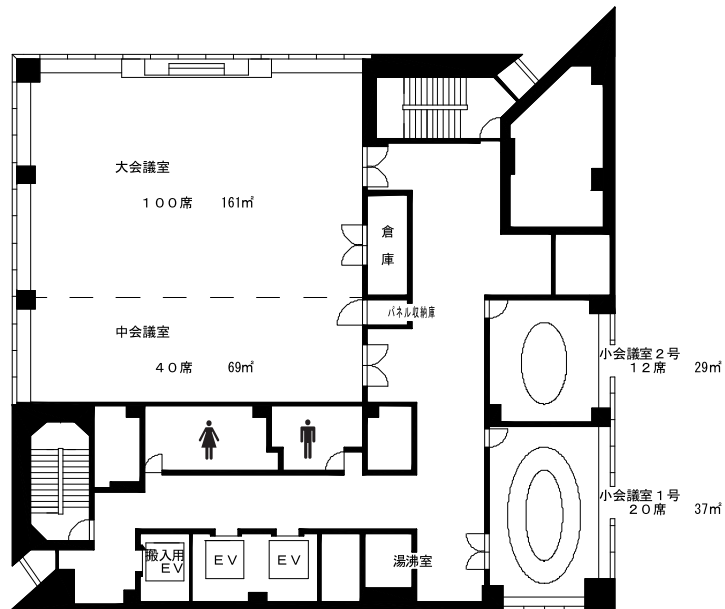 大会議室
１００席 161㎡
倉
庫
パネル収納庫
中会議室
４０席 69㎡
小会議室２号
１２席 29㎡
小会議室１号
２０席 37㎡
搬入用
ＥＶ
ＥＶ
ＥＶ
湯沸室